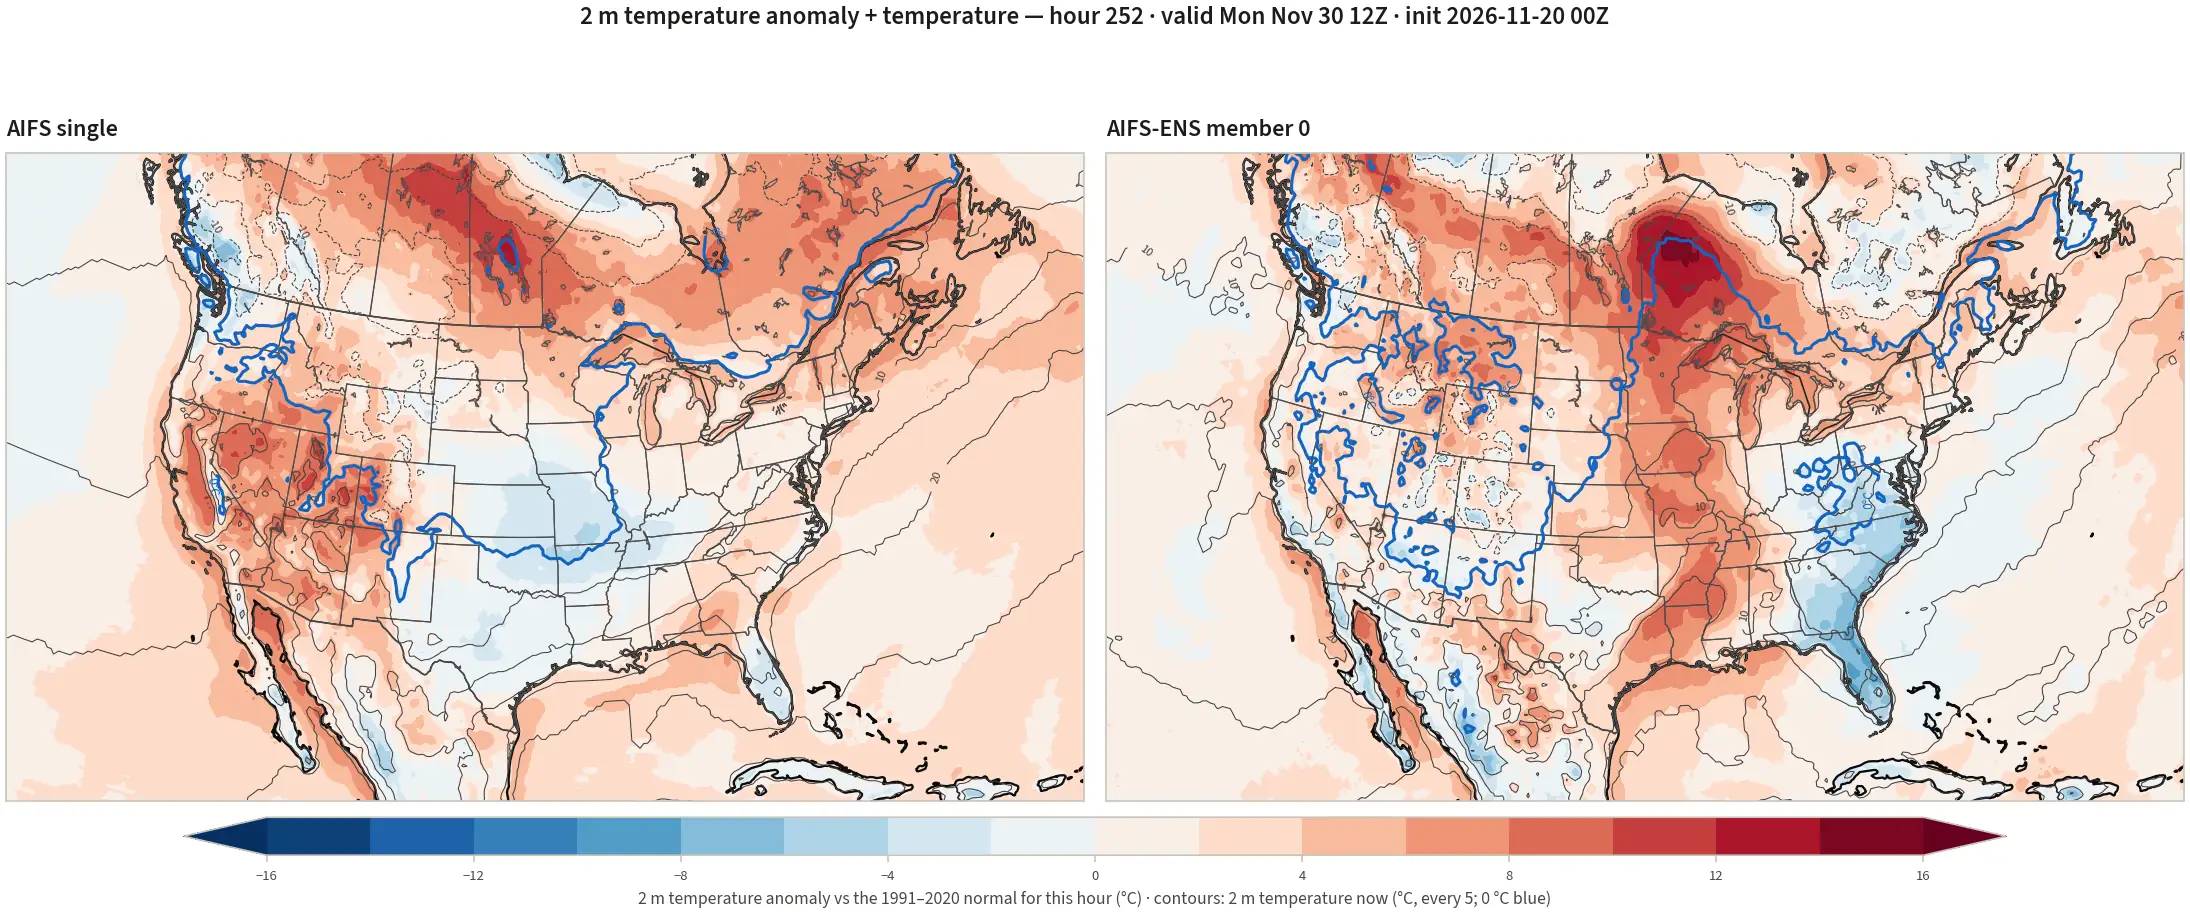 2 m temperature anomaly + temperature — hour 252 · valid Mon Nov 30 12Z · init 2026-11-20 00Z
AIFS single
AIFS-ENS member 0
−16 −12 −8 −4 0 4 8 12 16
2 m temperature anomaly vs the 1991–2020 normal for this hour (°C) · contours: 2 m temperature now (°C, every 5; 0 °C blue)